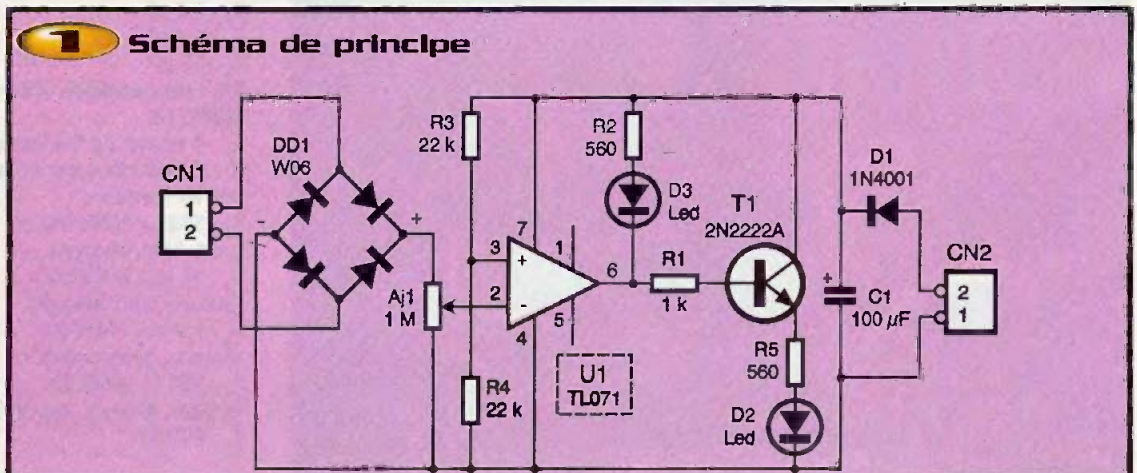 1 Schéma de principe
CN1
1
2
DD1
W06
-
+
Aj1
1 M
R3
22 k
R4
22 k
3
+
2
-
7
1
6
5
4
U1
TL071
R2
560
D3
Led
R1
1 k
T1
2N2222A
R5
560
D2
Led
+
C1
100 µF
D1
1N4001
CN2
2
1